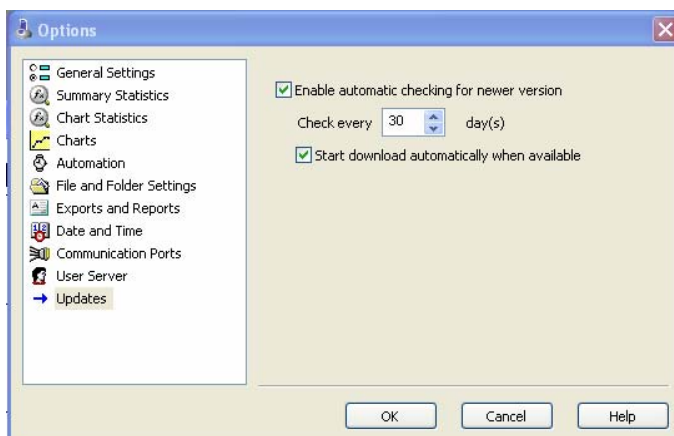 Options
General Settings
Summary Statistics
Chart Statistics
Charts
Automation
File and Folder Settings
Exports and Reports
Date and Time
Communication Ports
User Server
Updates
Enable automatic checking for newer version
Check every 30 day(s)
Start download automatically when available
OK Cancel Help